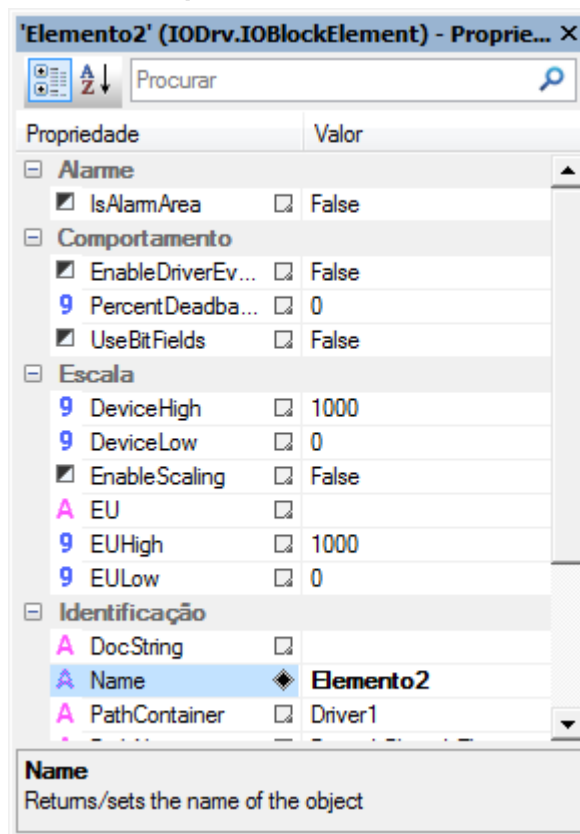 'Elemento2' (IODrv.IOBlockElement) - Proprie...
Procurar
Propriedade Valor
Alarme
IsAlarmArea False
Comportamento
EnableDriverEv... False
PercentDeadba... 0
UseBitFields False
Escala
DeviceHigh 1000
DeviceLow 0
EnableScaling False
EU
EUHigh 1000
EULow 0
Identificação
DocString
Name Elemento2
PathContainer Driver1
Name
Returns/sets the name of the object